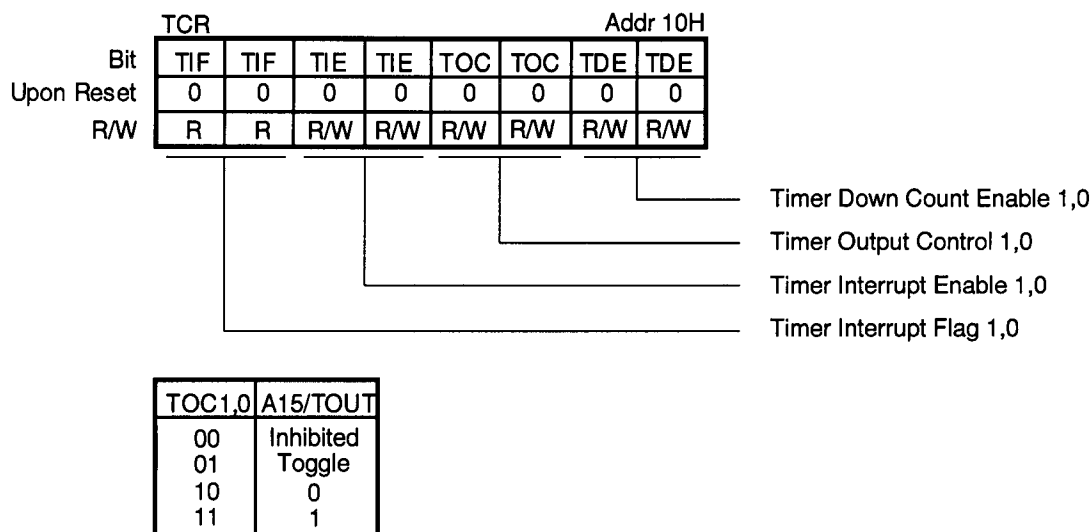 TCR Addr 10H
Bit TIF TIF TIE TIE TOC TOC TDE TDE
Upon Reset 0 0 0 0 0 0 0 0
R/W R R R/W R/W R/W R/W R/W R/W
Timer Down Count Enable 1,0
Timer Output Control 1,0
Timer Interrupt Enable 1,0
Timer Interrupt Flag 1,0
TOC1,0 A15/TOUT
00 Inhibited
01 Toggle
10 0
11 1